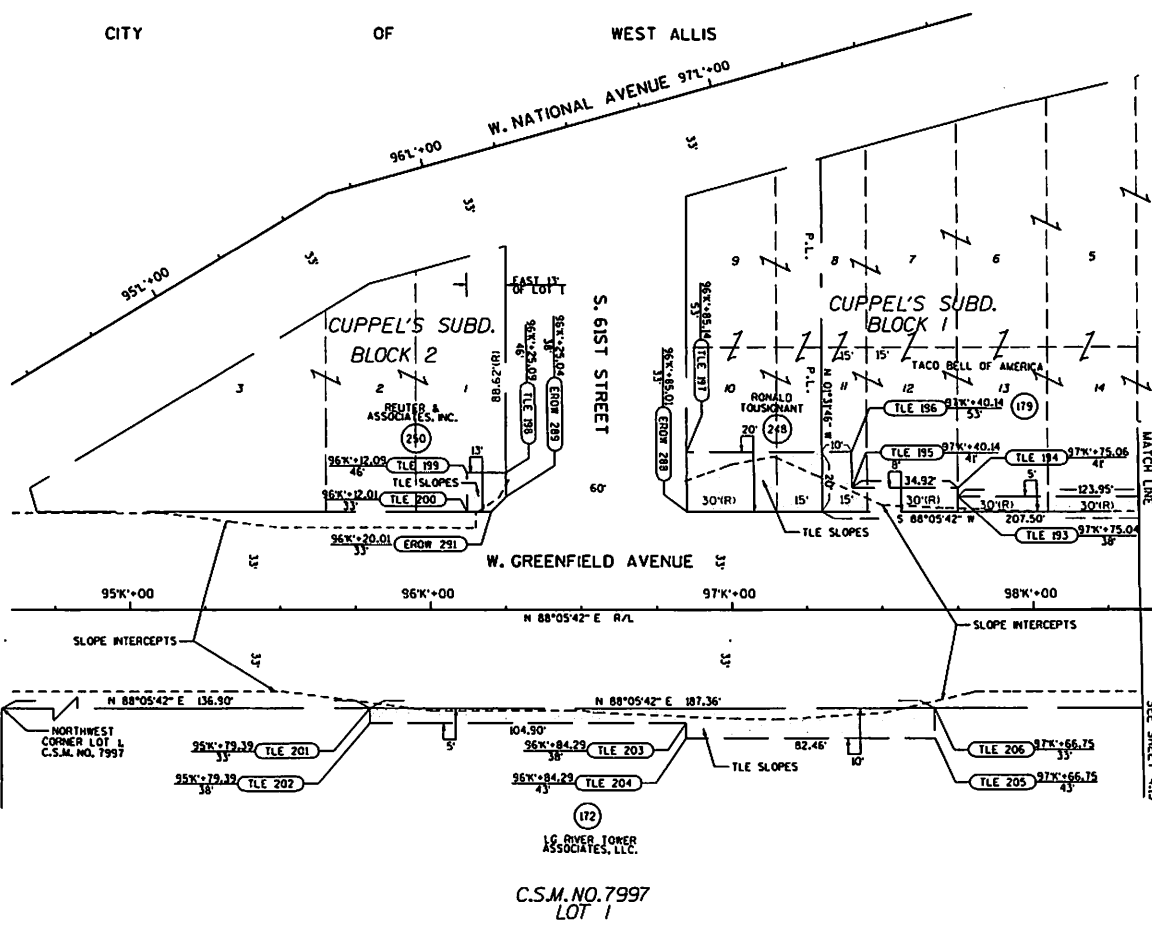 CITY OF WEST ALLIS
W. NATIONAL AVENUE
97'L'+00
96'L'+00
95'L'+00
33'
33'
33'
EAST 13'
OF LOT 1
CUPPEL'S SUBD.
BLOCK 2
3
2
1
88.62'(R)
96'K'+25.09
46'
TLE 198
96'K'+25.04
38'
EROW 289
S. 61ST STREET
60'
REUTER &
ASSOCIATES, INC.
250
96'K'+12.09
46'
TLE 199
13'
TLE SLOPES
96'K'+12.01
33'
TLE 200
96'K'+20.01
33'
EROW 291
9
8
7
6
5
P.L.
CUPPEL'S SUBD.
BLOCK 1
96'K'+85.14
53'
TLE 197
96'K'+85.01
33'
EROW 288
10
P.L.
N 01°31'46" W
11
12
13
14
15'
15'
TACO BELL OF AMERICA
179
RONALD
TOUSIGNANT
248
20'
10'
20'
TLE 196
97'K'+40.14
53'
TLE 195
97'K'+40.14
41'
TLE 194
97'K'+75.06
41'
8'
34.92'
5'
123.95'
30'(R)
15'
15'
30'(R)
30'(R)
30'(R)
S 88°05'42" W
207.50'
TLE SLOPES
TLE 193
97'K'+75.04
38'
MATCH LINE
W. GREENFIELD AVENUE
33'
33'
95'K'+00
96'K'+00
97'K'+00
98'K'+00
N 88°05'42" E R/L
SLOPE INTERCEPTS
SLOPE INTERCEPTS
33'
33'
N 88°05'42" E 136.90'
N 88°05'42" E 187.36'
NORTHWEST
CORNER LOT 1,
C.S.M. NO. 7997
95'K'+79.39
33'
TLE 201
95'K'+79.39
38'
TLE 202
5'
104.90'
96'K'+84.29
38'
TLE 203
96'K'+84.29
43'
TLE 204
TLE SLOPES
82.46'
10'
TLE 206
97'K'+66.75
33'
TLE 205
97'K'+66.75
43'
SEE SHEET
172
LG RIVER TOWER
ASSOCIATES, LLC.
C.S.M. NO. 7997
LOT 1